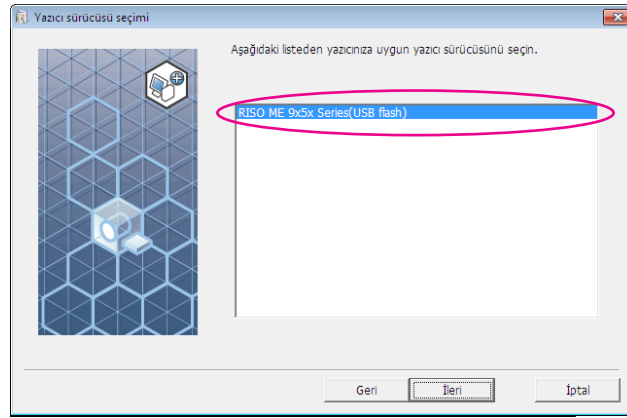 Yazıcı sürücüsü seçimi
Aşağıdaki listeden yazıcınıza uygun yazıcı sürücüsünü seçin.
RISO ME 9x5x Series(USB flash)
Geri İleri İptal